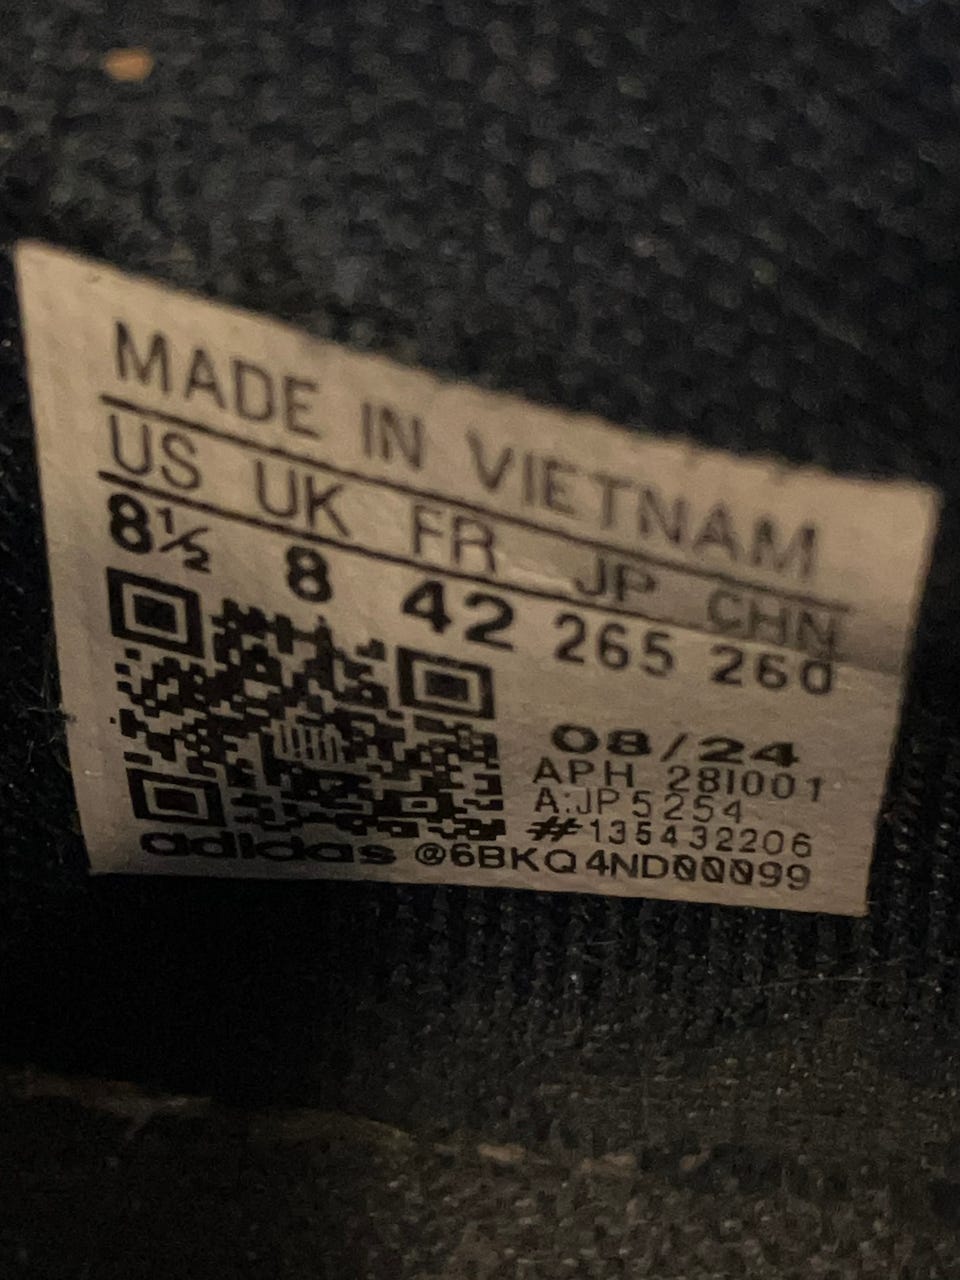 MADE IN VIETNAM
US UK FR JP CHN
8½ 8 42 265 260
08/24
APH 281001
A:JP5254
#135432206
adidas @6BKQ4ND00099